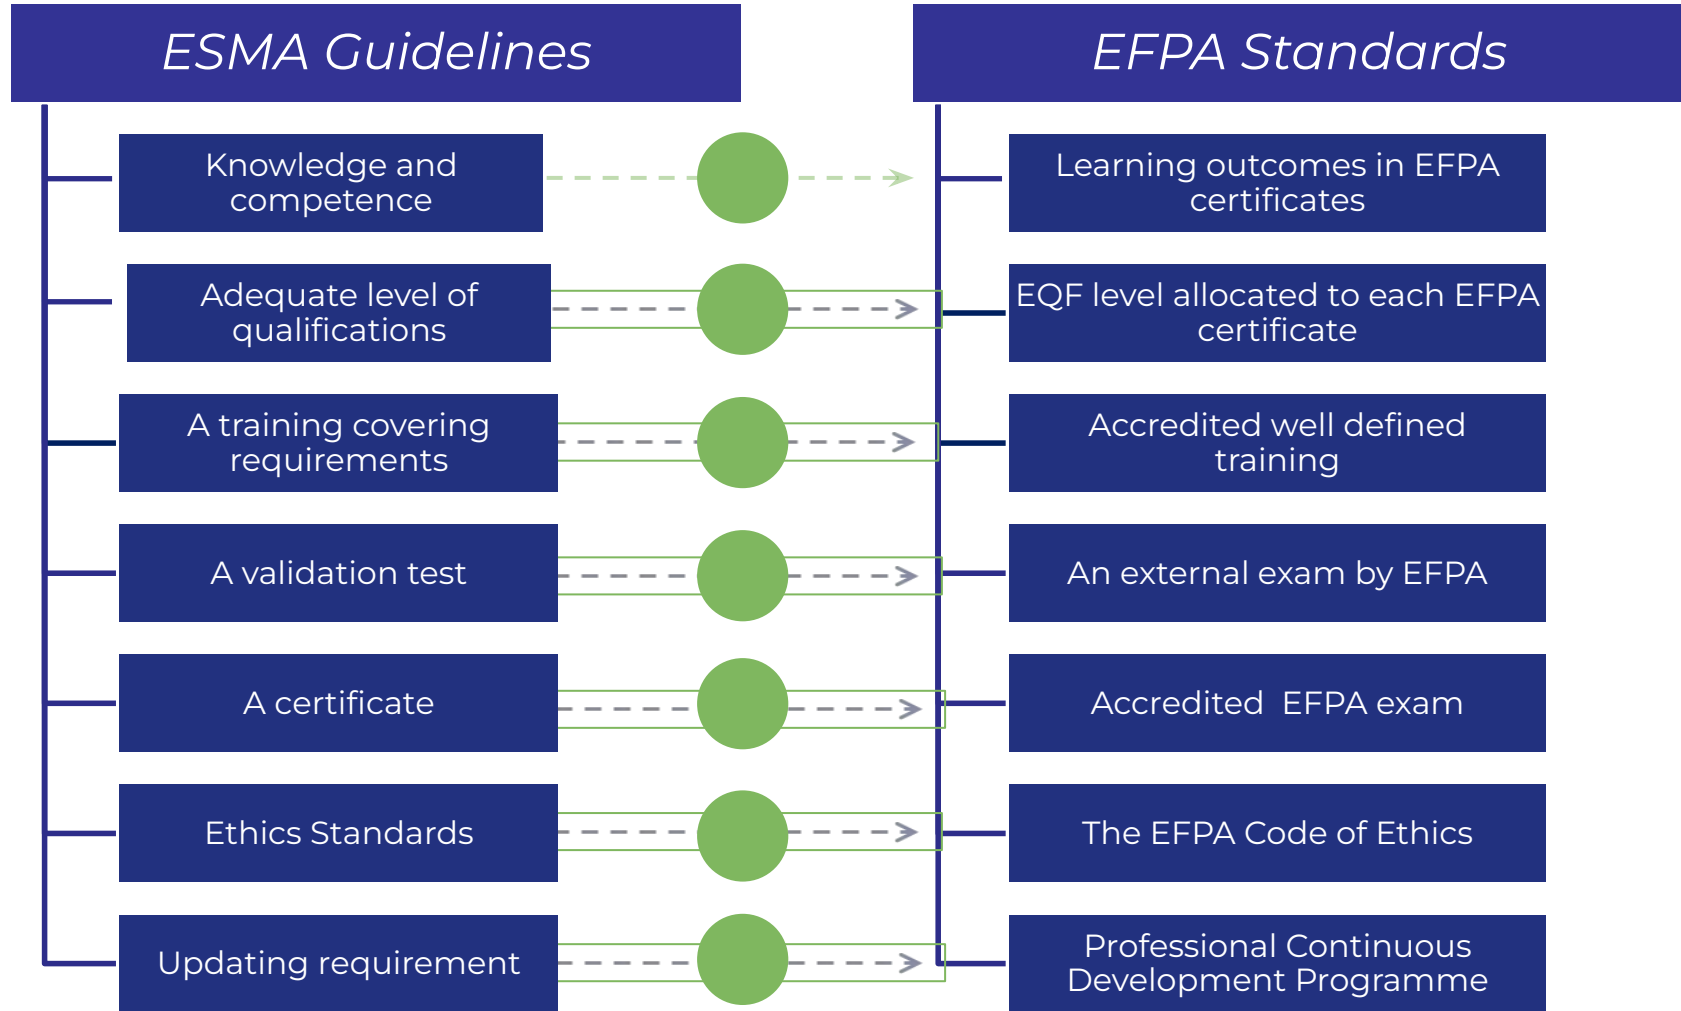 ESMA Guidelines
EFPA Standards
Knowledge and
competence
Learning outcomes in EFPA
certificates
Adequate level of
qualifications
EQF level allocated to each EFPA
certificate
A training covering
requirements
Accredited well defined
training
A validation test
An external exam by EFPA
A certificate
Accredited  EFPA exam
Ethics Standards
The EFPA Code of Ethics
Updating requirement
Professional Continuous
Development Programme